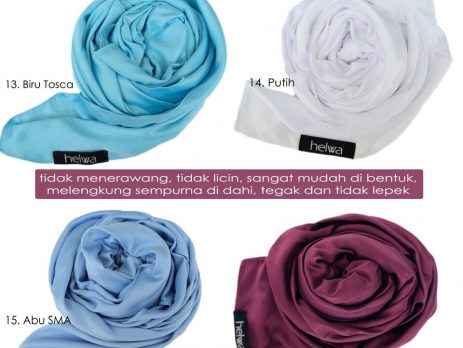 13. Biru Tosca
14. Putih
helwa
helwa
tidak menerawang, tidak licin, sangat mudah di bentuk,
melengkung sempurna di dahi, tegak dan tidak lepek
15. Abu SMA
helwa
helwa